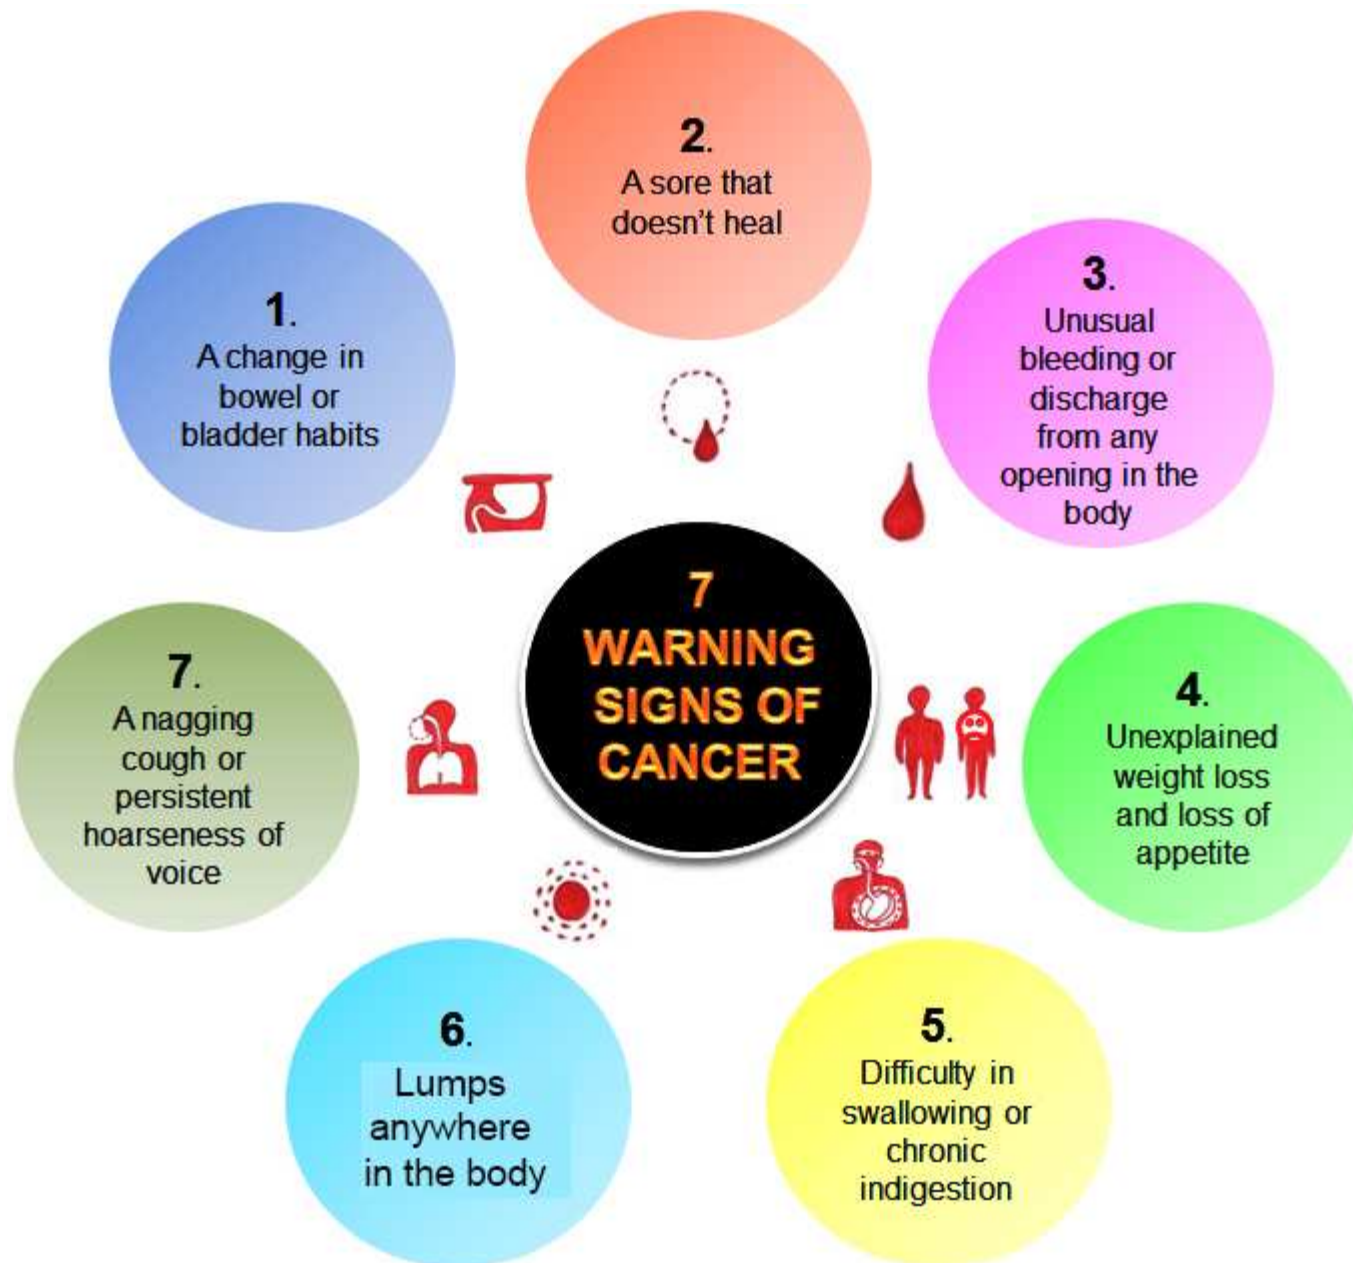 7
WARNING
SIGNS OF
CANCER
1.
A change in
bowel or
bladder habits
2.
A sore that
doesn't heal
3.
Unusual
bleeding or
discharge
from any
opening in the
body
4.
Unexplained
weight loss
and loss of
appetite
5.
Difficulty in
swallowing or
chronic
indigestion
6.
Lumps
anywhere
in the body
7.
A nagging
cough or
persistent
hoarseness of
voice